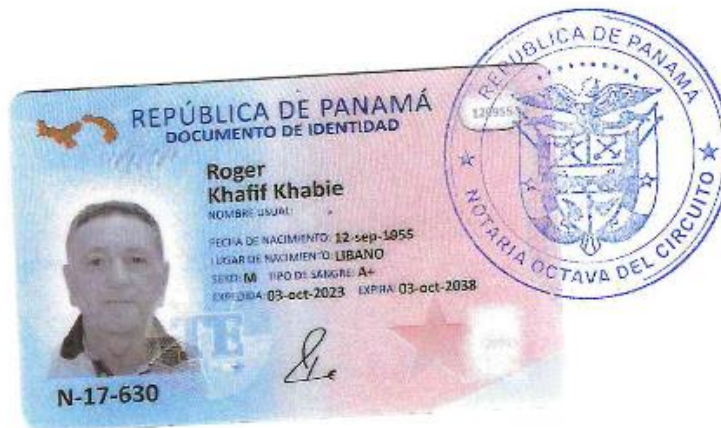 REPÚBLICA DE PANAMÁ
DOCUMENTO DE IDENTIDAD
Roger
Khafif Khabie
NOMBRE USUAL:
FECHA DE NACIMIENTO: 12-sep-1955
LUGAR DE NACIMIENTO: LIBANO
SEXO: M TIPO DE SANGRE: A+
EXPEDIDA: 03-oct-2023 EXPIRA: 03-oct-2038
TE
N-17-630
REPUBLICA DE PANAMA
NOTARIA OCTAVA DEL CIRCUITO